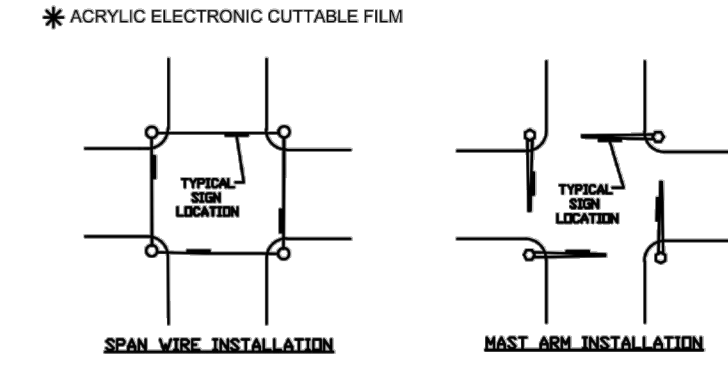 ✳ ACRYLIC ELECTRONIC CUTTABLE FILM
TYPICAL
SIGN
LOCATION
SPAN WIRE INSTALLATION
TYPICAL
SIGN
LOCATION
MAST ARM INSTALLATION